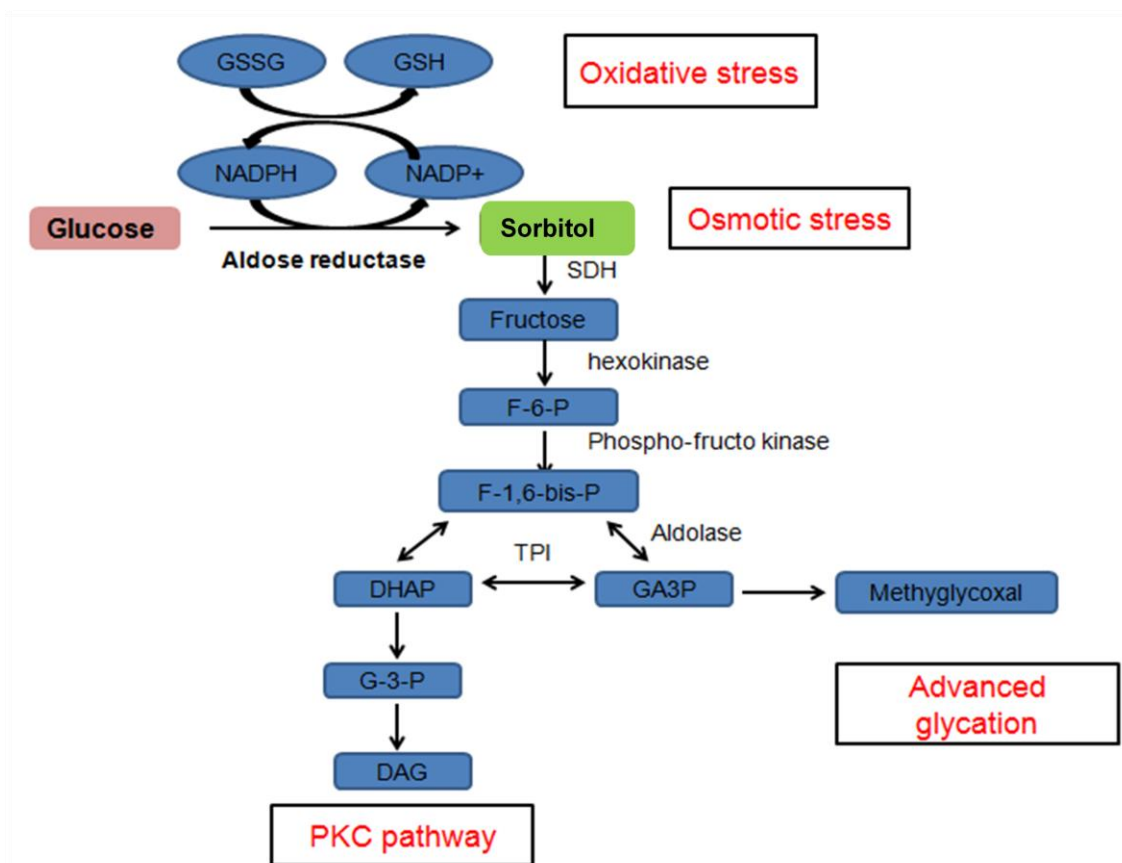 GSSG
GSH
Oxidative stress
NADPH
NADP+
Glucose
Sorbitol
Osmotic stress
Aldose reductase
SDH
Fructose
hexokinase
F-6-P
Phospho-fructo kinase
F-1,6-bis-P
Aldolase
TPI
DHAP
GA3P
Methyglycoxal
G-3-P
Advanced
glycation
DAG
PKC pathway